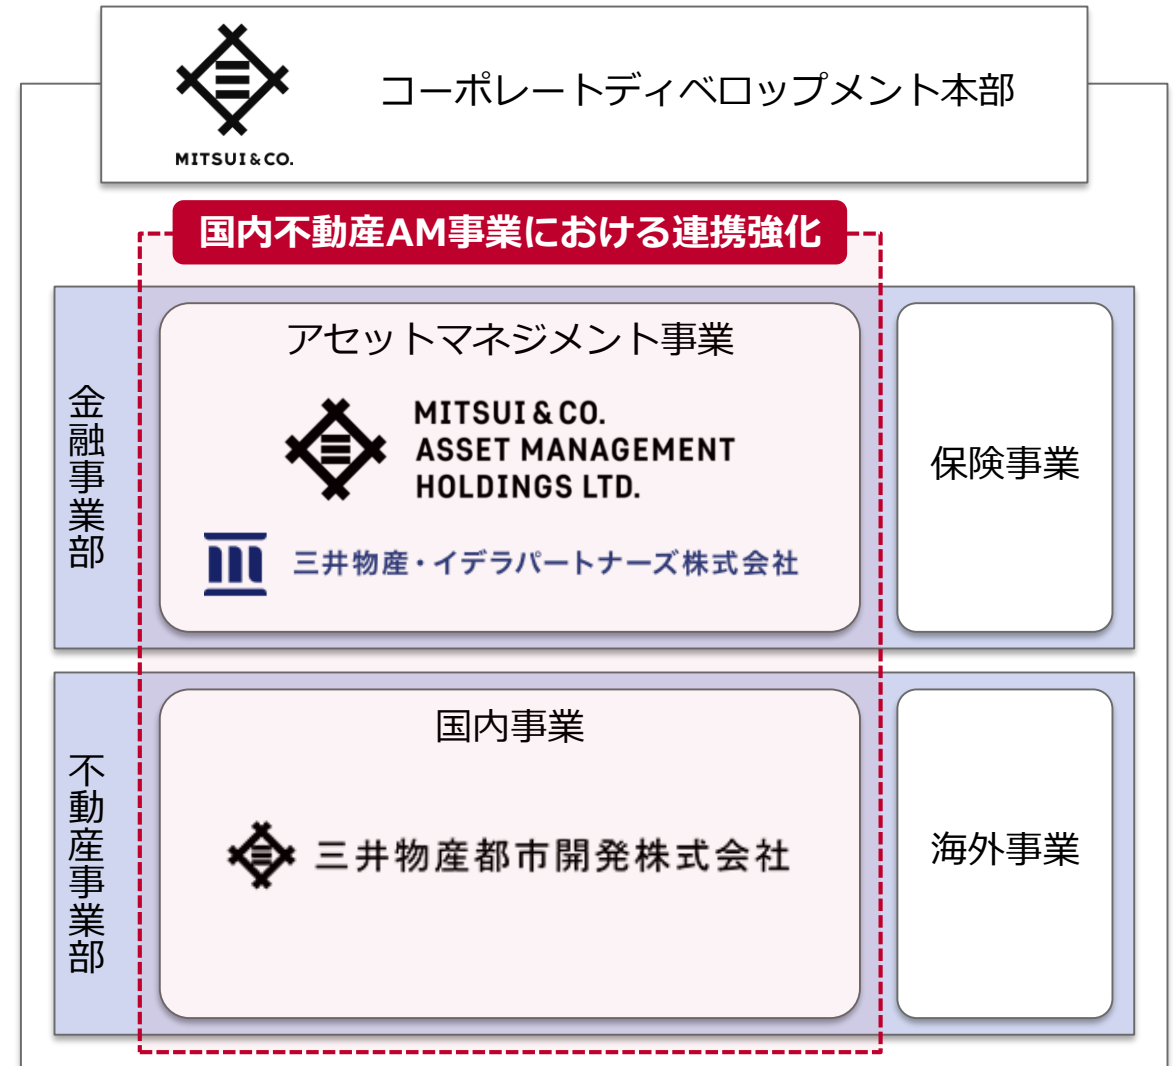 MITSUI&CO.
コーポレートディベロップメント本部
国内不動産AM事業における連携強化
金融事業部
アセットマネジメント事業
MITSUI & CO.
ASSET MANAGEMENT
HOLDINGS LTD.
三井物産・イデラパートナーズ株式会社
保険事業
不動産事業部
国内事業
三井物産都市開発株式会社
海外事業